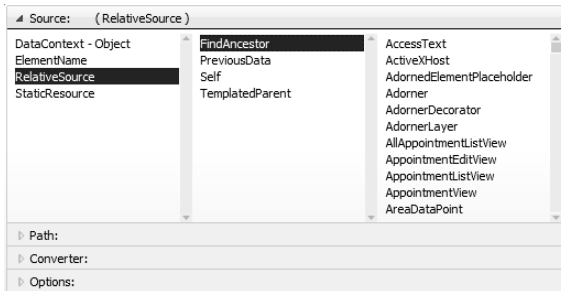 Source: (RelativeSource )
DataContext - Object
ElementName
RelativeSource
StaticResource
FindAncestor
PreviousData
Self
TemplatedParent
AccessText
ActiveXHost
AdornedElementPlaceholder
Adorner
AdornerDecorator
AdornerLayer
AllAppointmentListView
AppointmentEditView
AppointmentListView
AppointmentView
AreaDataPoint
Path:
Converter:
Options: